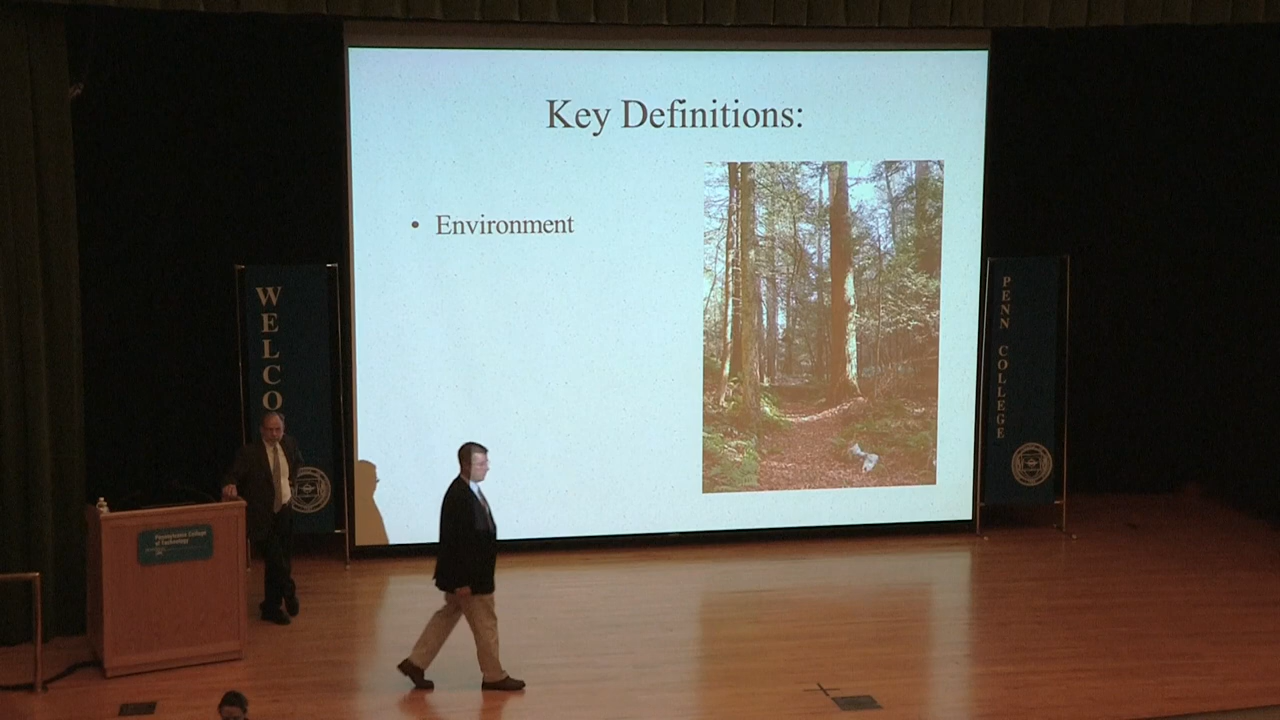 Key Definitions:
• Environment
WELCO
PENN COLLEGE
Pennsylvania College
of Technology